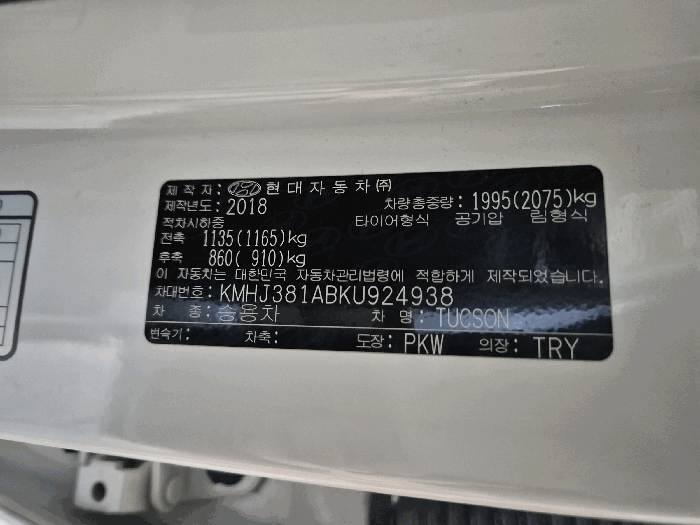 제작자: 현대자동차(주)
제작년도: 2018 차량총중량: 1995(2075)kg
적차시하중 타이어형식 공기압 림형식
전축 1135(1165)kg
후축 860( 910)kg
이 자동차는 대한민국 자동차관리법령에 적합하게 제작되었습니다.
차대번호: KMHJ381ABKU924938
차 종: 승용차 차 명: TUCSON
변속기: 차축: 도장: PKW 의장: TRY